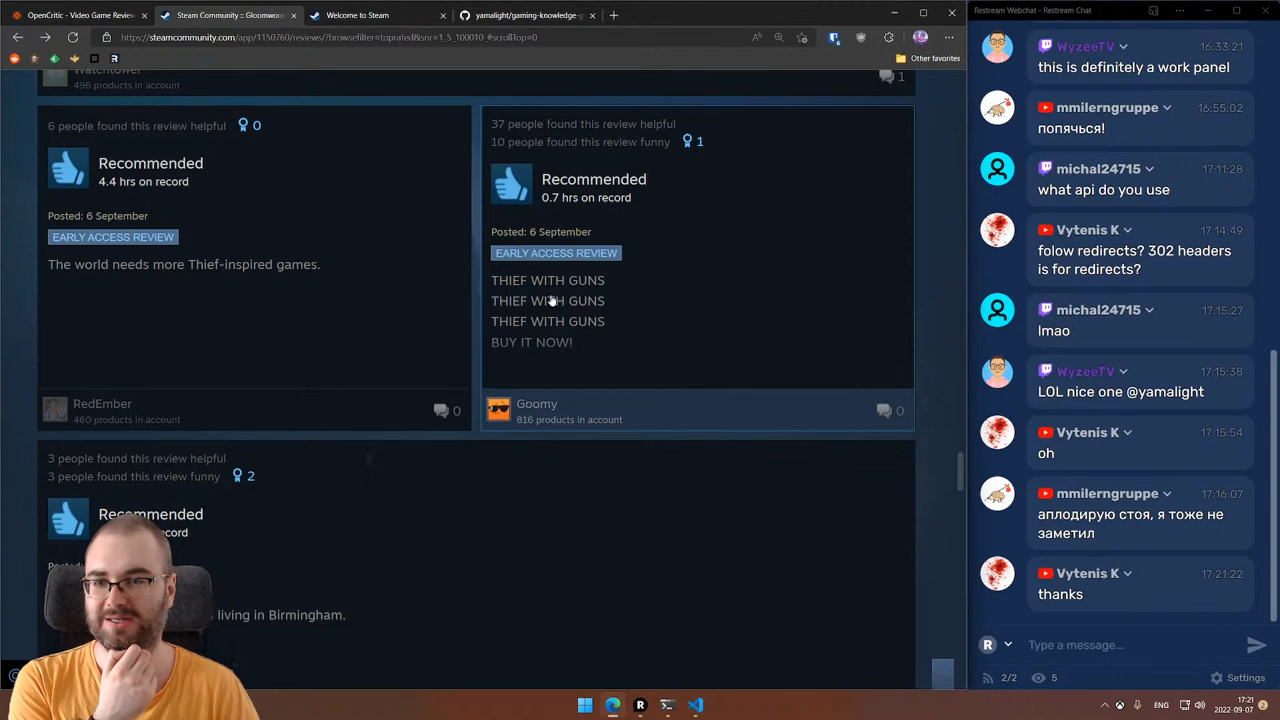 OpenCritic - Video Game Review
Steam Community :: Gloomwoo
Welcome to Steam
yamalight/gaming-knowledge-g
Restream Webchat - Restream Chat
https://steamcommunity.com/app/1150760/reviews/?browsefilter=toprated&snr=1_5_100010_#scrollTop=0
Other favorites
Watchtower
496 products in account
1
6 people found this review helpful
0
Recommended
4.4 hrs on record
Posted: 6 September
EARLY ACCESS REVIEW
The world needs more Thief-inspired games.
RedEmber
460 products in account
0
37 people found this review helpful
10 people found this review funny
1
Recommended
0.7 hrs on record
Posted: 6 September
EARLY ACCESS REVIEW
THIEF WITH GUNS
THIEF WITH GUNS
THIEF WITH GUNS
BUY IT NOW!
Goomy
816 products in account
0
3 people found this review helpful
3 people found this review funny
2
Recommended
record
living in Birmingham.
WyzeeTV
16:33:21
this is definitely a work panel
mmilerngruppe
16:55:02
попячься!
michal24715
17:11:28
what api do you use
Vytenis K
17:14:49
folow redirects? 302 headers
is for redirects?
michal24715
17:15:27
lmao
WyzeeTV
17:15:38
LOL nice one @yamalight
Vytenis K
17:15:54
oh
mmilerngruppe
17:16:07
аплодирую стоя, я тоже не
заметил
Vytenis K
17:21:22
thanks
R
Type a message...
2/2
5
Settings
ENG
17:21
2022-09-07